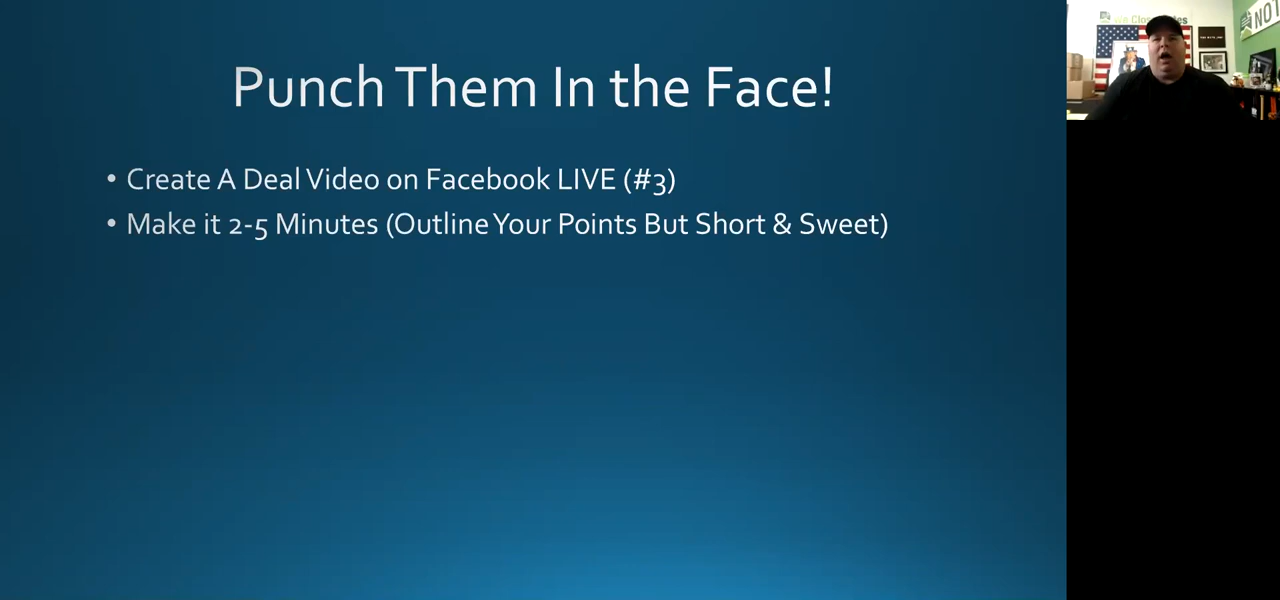 Punch Them In the Face!
• Create A Deal Video on Facebook LIVE (#3)
• Make it 2-5 Minutes (Outline Your Points But Short & Sweet)
NOT